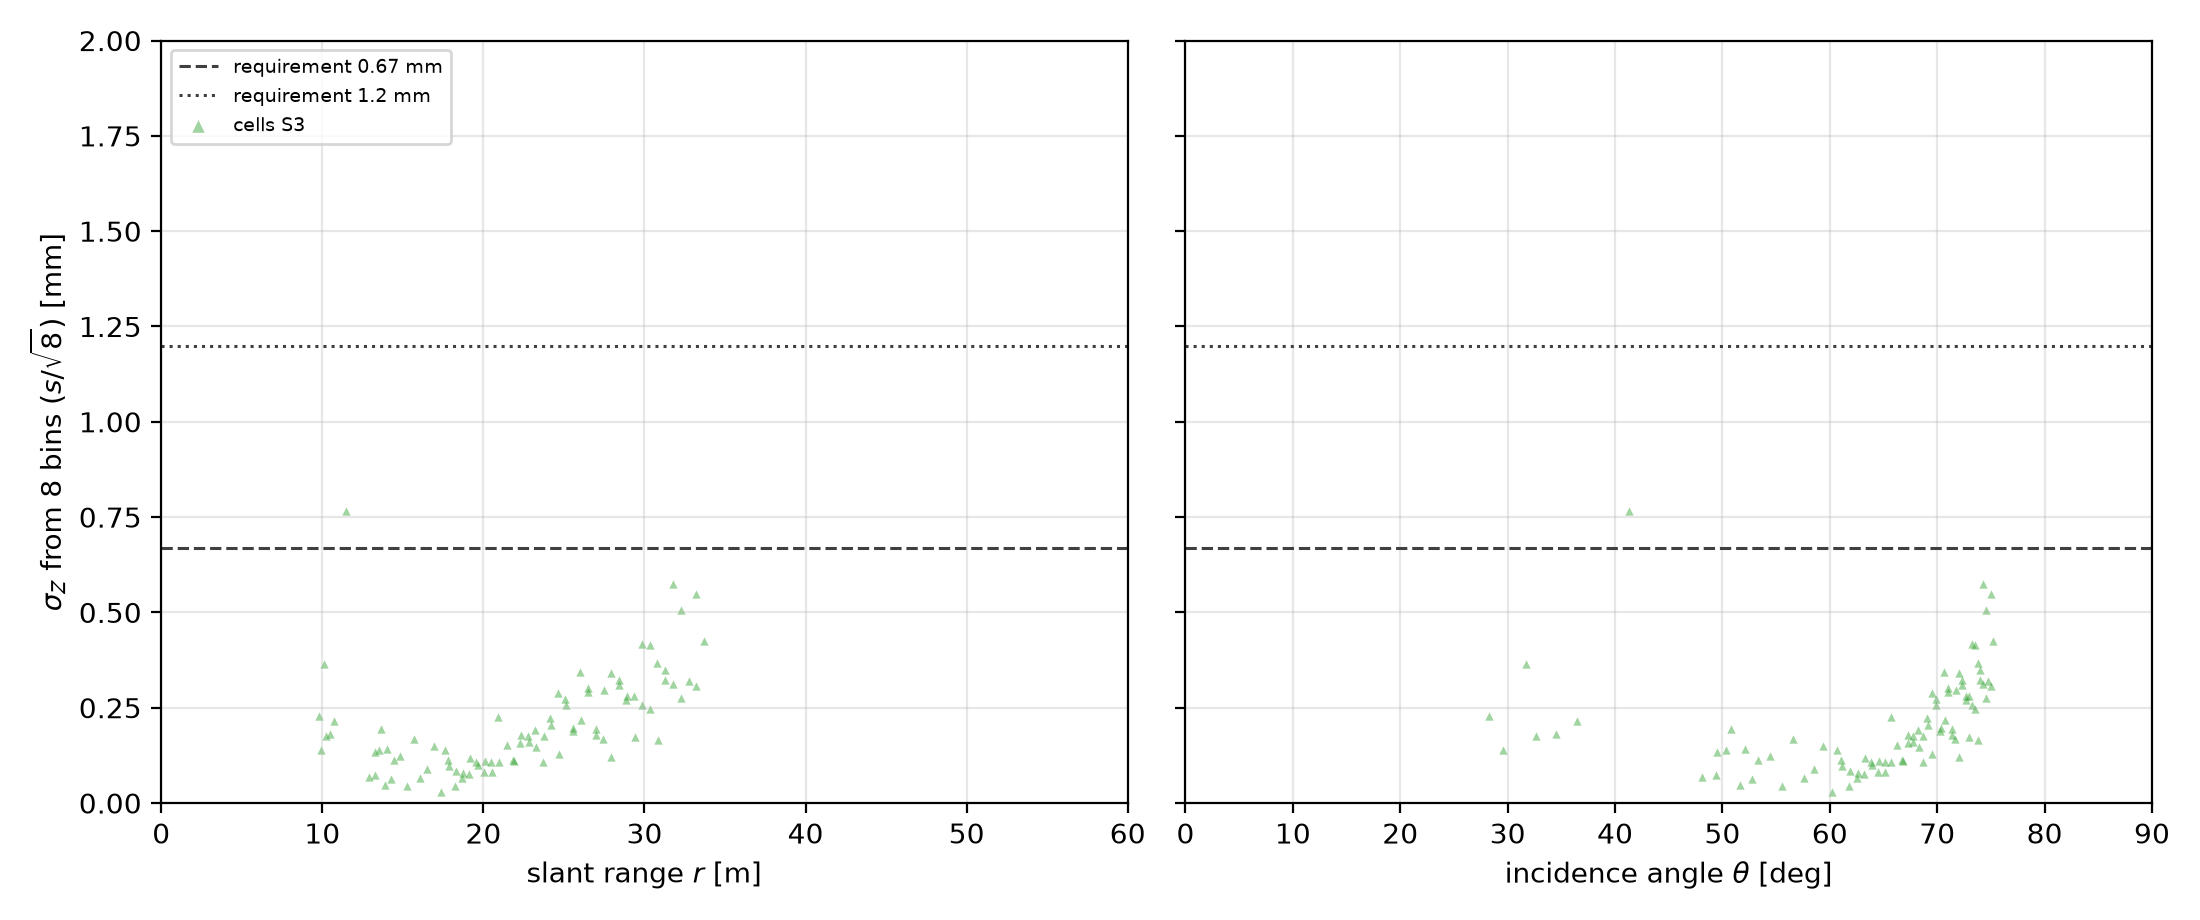 2.00
1.75
1.50
1.25
1.00
0.75
0.50
0.25
0.00
σ_Z from 8 bins (s/√8) [mm]
requirement 0.67 mm
requirement 1.2 mm
cells S3
0 10 20 30 40 50 60
slant range r [m]
0 10 20 30 40 50 60 70 80 90
incidence angle θ [deg]